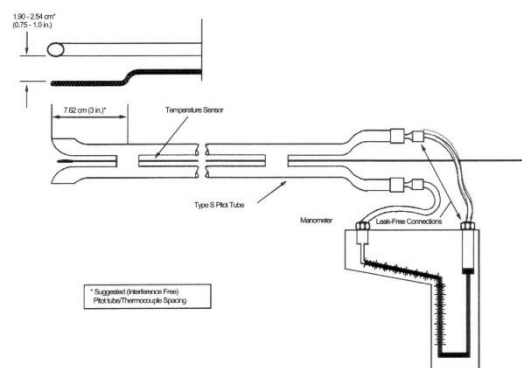 1.90 - 2.54 cm*
(0.75 - 1.0 in.)
7.62 cm (3 in.)*
Temperature Sensor
Type S Pitot Tube
Manometer
Leak-Free Connections
* Suggested (Interference Free)
Pitot tube/Thermocouple Spacing